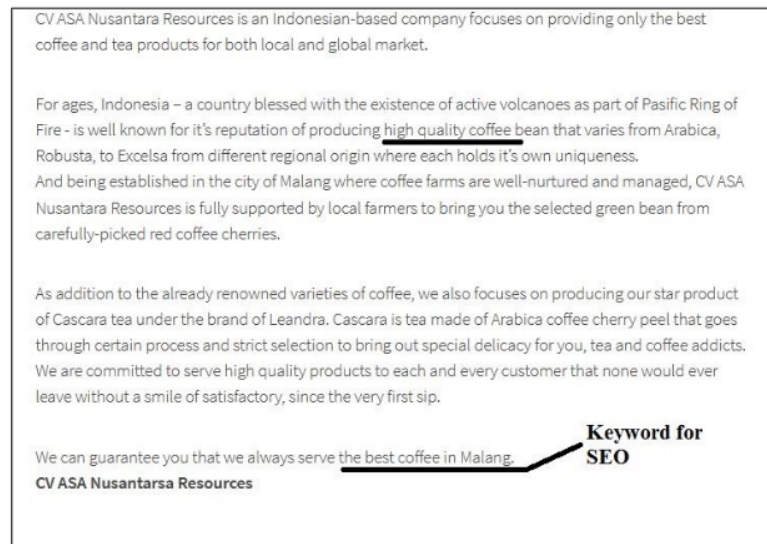 CV ASA Nusantara Resources is an Indonesian-based company focuses on providing only the best
coffee and tea products for both local and global market.
For ages, Indonesia – a country blessed with the existence of active volcanoes as part of Pasific Ring of
Fire - is well known for it's reputation of producing high quality coffee bean that varies from Arabica,
Robusta, to Excelsa from different regional origin where each holds it's own uniqueness.
And being established in the city of Malang where coffee farms are well-nurtured and managed, CV ASA
Nusantara Resources is fully supported by local farmers to bring you the selected green bean from
carefully-picked red coffee cherries.
As addition to the already renowned varieties of coffee, we also focuses on producing our star product
of Cascara tea under the brand of Leandra. Cascara is tea made of Arabica coffee cherry peel that goes
through certain process and strict selection to bring out special delicacy for you, tea and coffee addicts.
We are committed to serve high quality products to each and every customer that none would ever
leave without a smile of satisfactory, since the very first sip.
We can guarantee you that we always serve the best coffee in Malang.
Keyword for
SEO
CV ASA Nusantarsa Resources